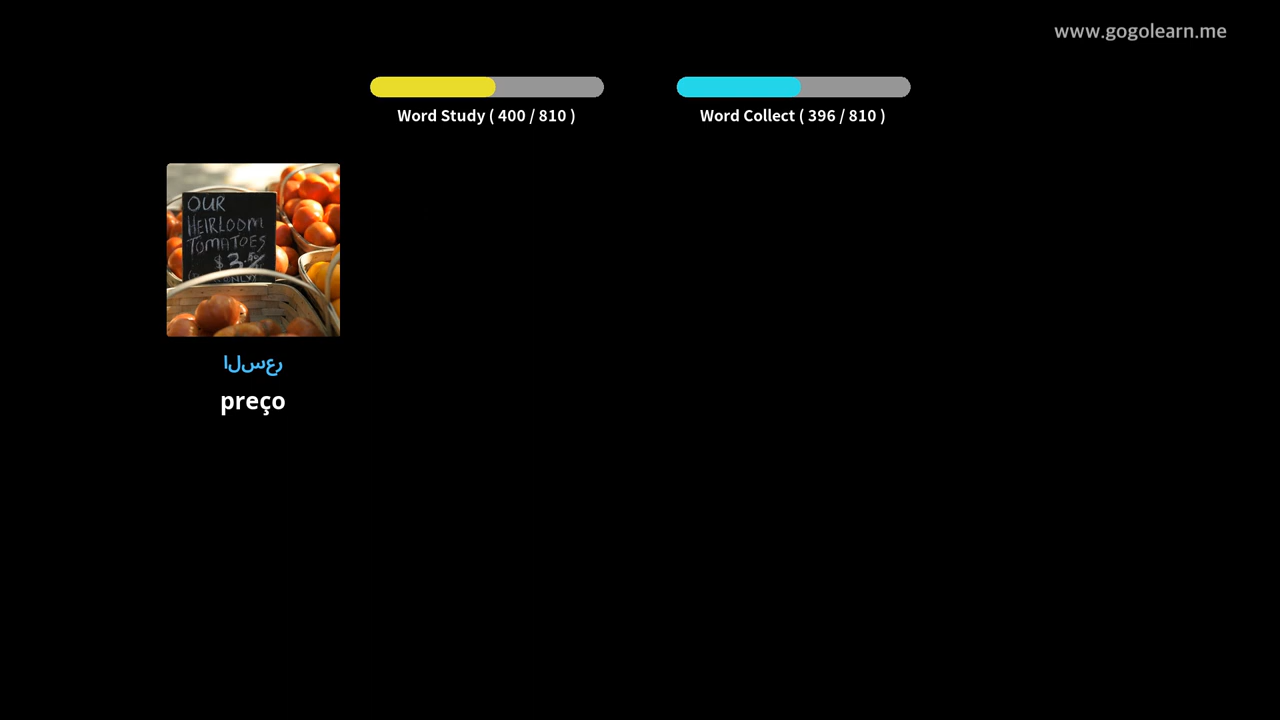 www.gogolearn.me
Word Study ( 400 / 810 )
Word Collect ( 396 / 810 )
OUR
HEIRLOOM
TOMATOES
السعر
preço